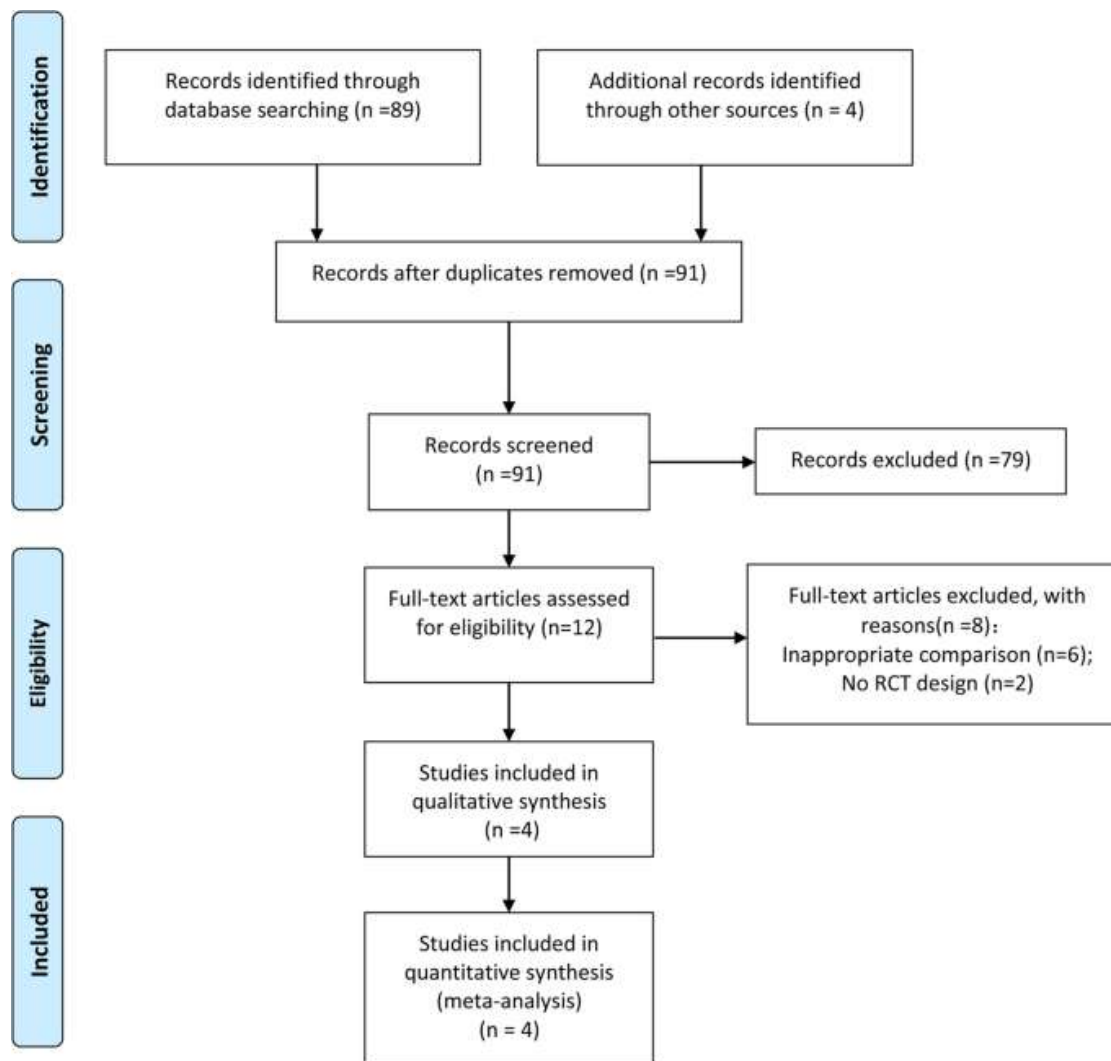 Identification
Records identified through
database searching (n =89)
Additional records identified
through other sources (n = 4)
Records after duplicates removed (n =91)
Screening
Records screened
(n =91)
Records excluded (n =79)
Eligibility
Full-text articles assessed
for eligibility (n=12)
Full-text articles excluded, with
reasons(n =8)：
Inappropriate comparison (n=6);
No RCT design (n=2)
Studies included in
qualitative synthesis
(n =4)
Included
Studies included in
quantitative synthesis
(meta-analysis)
(n = 4)